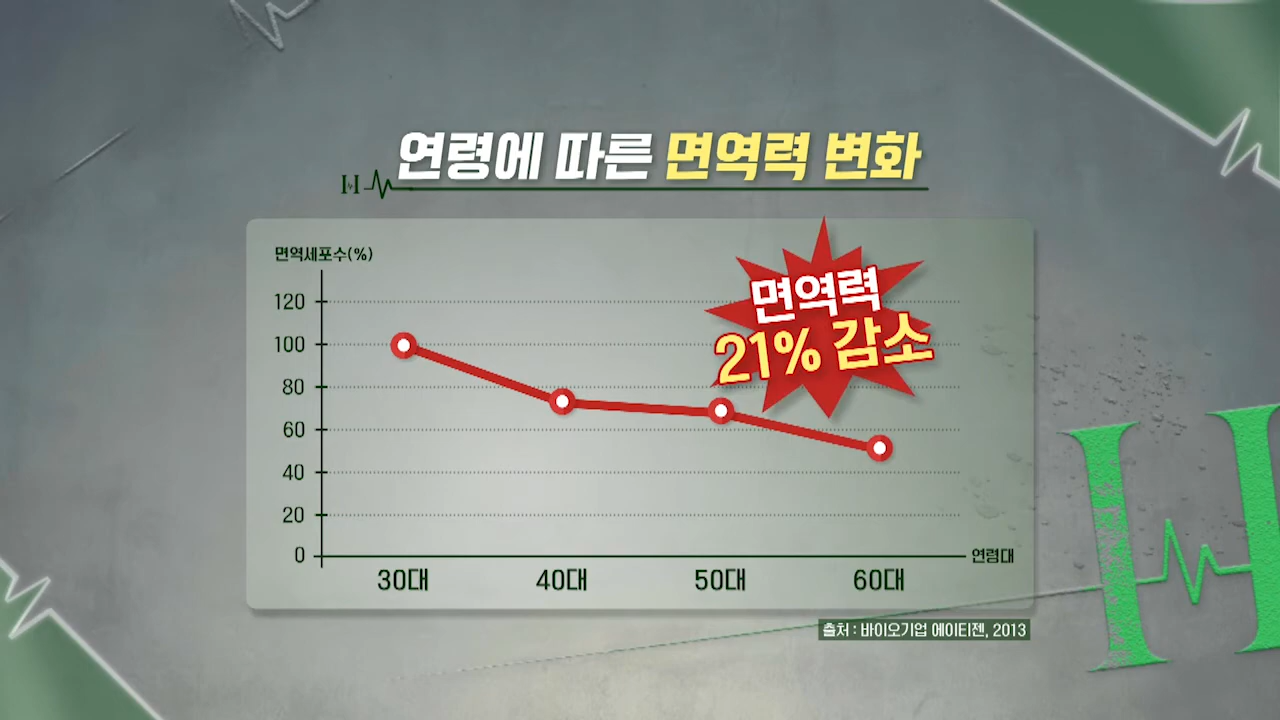 연령에 따른 면역력 변화
면역세포수(%)
면역력
21% 감소
120
100
80
60
40
20
0
연령대
30대 40대 50대 60대
출처 : 바이오기업 에이티젠, 2013
H
H